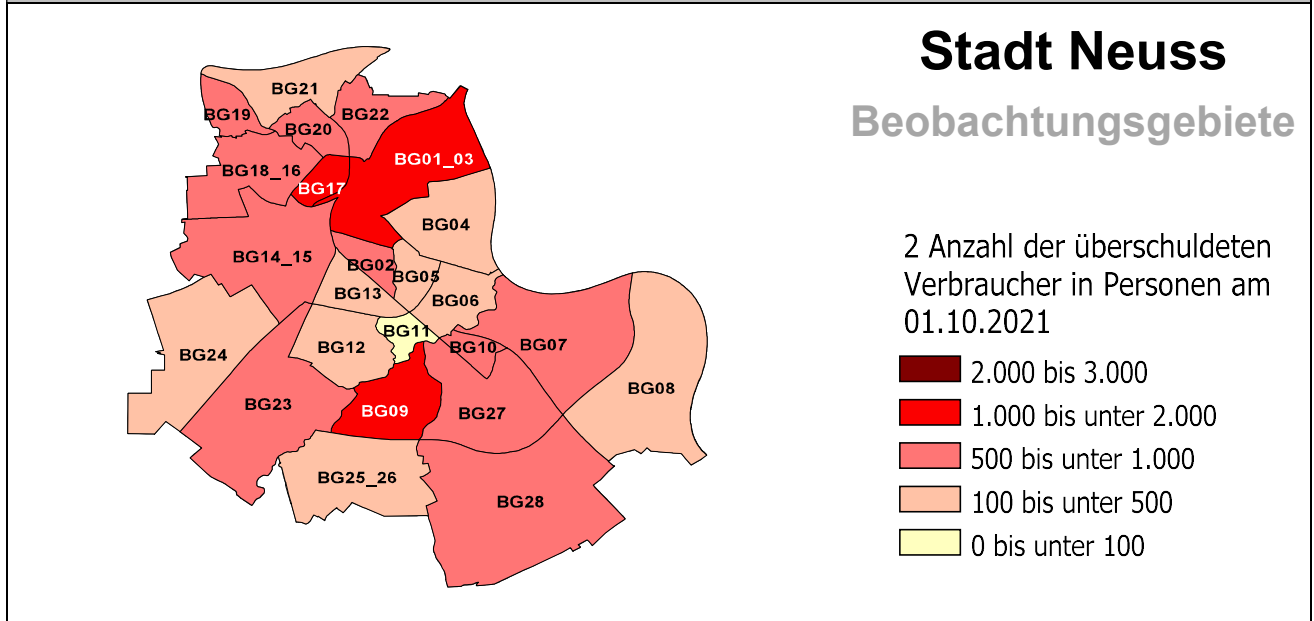 Stadt Neuss
Beobachtungsgebiete
BG21
BG19
BG22
BG20
BG01_03
BG18_16
BG17
BG04
BG14_15
BG02
BG05
BG13
BG06
BG11
BG12
BG10
BG07
BG24
BG08
BG23
BG09
BG27
BG25_26
BG28
2 Anzahl der überschuldeten
Verbraucher in Personen am
01.10.2021
2.000 bis 3.000
1.000 bis unter 2.000
500 bis unter 1.000
100 bis unter 500
0 bis unter 100